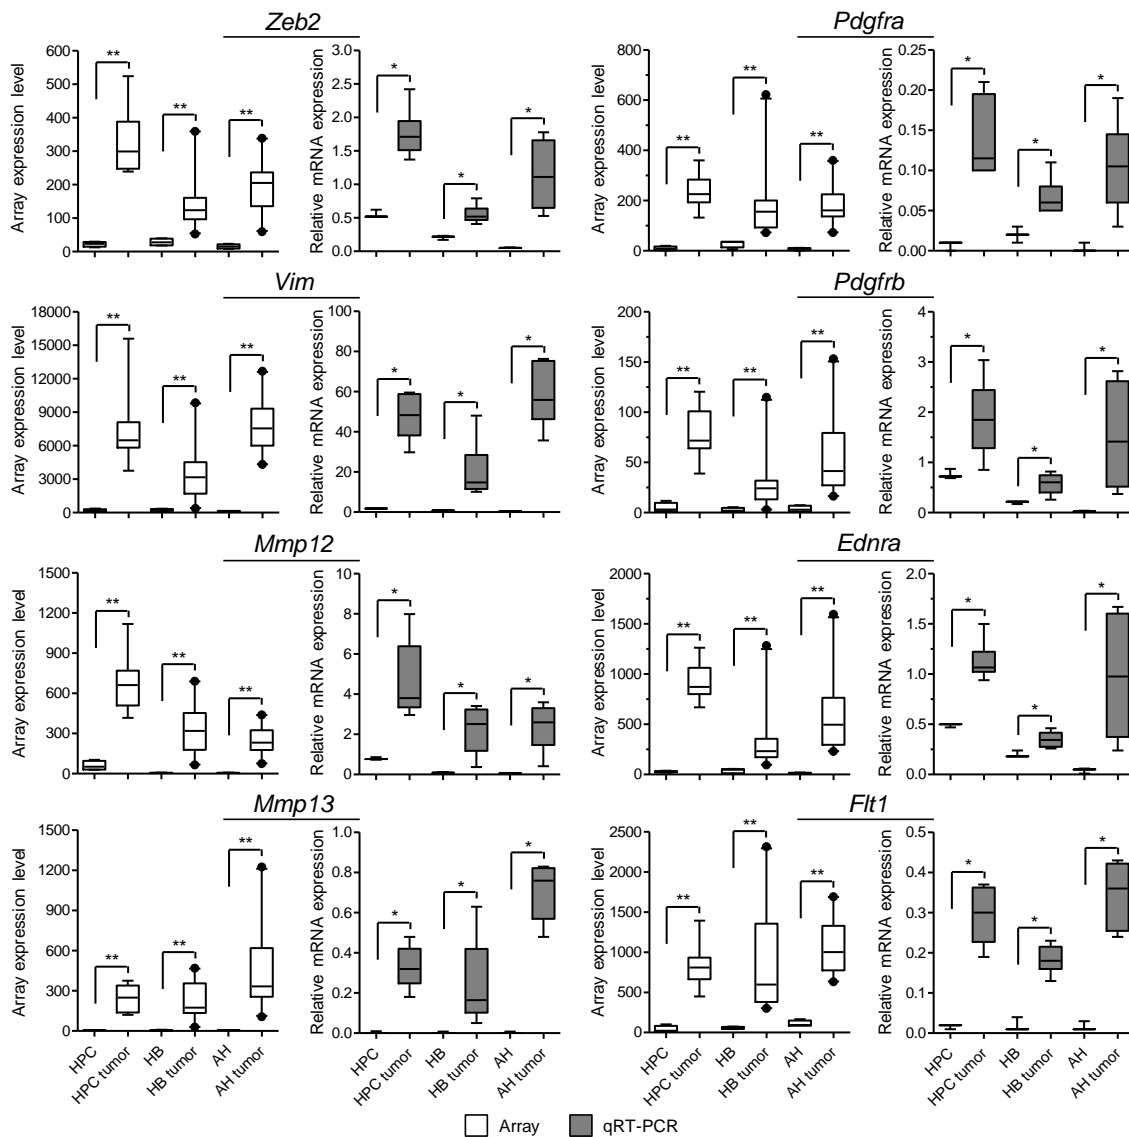 Zeb2
Array expression level
600
500
400
300
200
100
0
** ** **
Relative mRNA expression
3.0
2.5
2.0
1.5
1.0
0.5
0.0
* * *
Pdgfra
Array expression level
800
600
400
200
0
** ** **
Relative mRNA expression
0.25
0.20
0.15
0.10
0.05
0.00
* * *
Vim
Array expression level
18000
15000
12000
9000
6000
3000
0
** ** **
Relative mRNA expression
100
80
60
40
20
0
* * *
Pdgfrb
Array expression level
200
150
100
50
0
** ** **
Relative mRNA expression
4
3
2
1
0
* * *
Mmp12
Array expression level
1500
1200
900
600
300
0
** ** **
Relative mRNA expression
10
8
6
4
2
0
* * *
Ednra
Array expression level
2000
1500
1000
500
0
** ** **
Relative mRNA expression
2.0
1.5
1.0
0.5
0.0
* * *
Mmp13
Array expression level
1500
1200
900
600
300
0
** ** **
HPC
HPC tumor
HB
HB tumor
AH
AH tumor
Relative mRNA expression
1.0
0.8
0.6
0.4
0.2
0.0
* * *
HPC
HPC tumor
HB
HB tumor
AH
AH tumor
Flt1
Array expression level
2500
2000
1500
1000
500
0
** ** **
HPC
HPC tumor
HB
HB tumor
AH
AH tumor
Relative mRNA expression
0.5
0.4
0.3
0.2
0.1
0.0
* * *
HPC
HPC tumor
HB
HB tumor
AH
AH tumor
Array
qRT-PCR